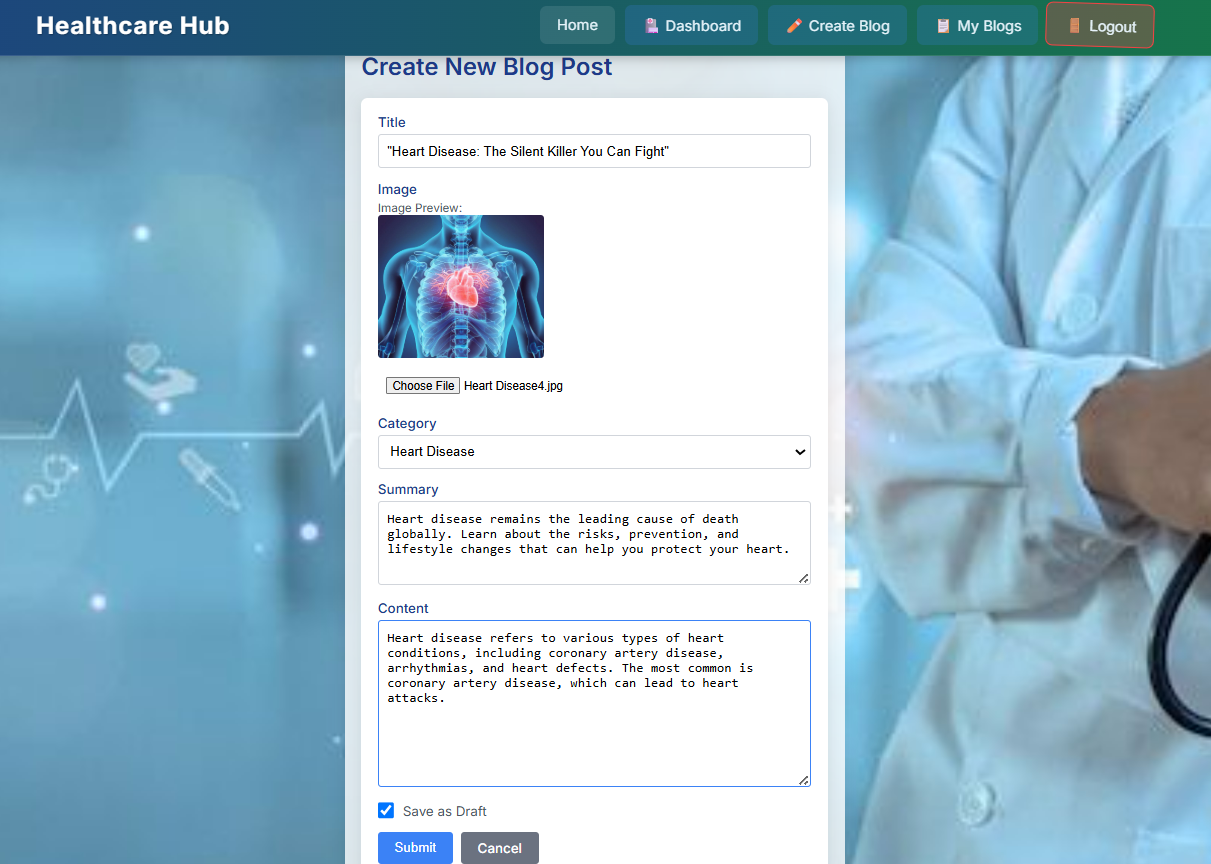 Healthcare Hub
Home
Dashboard
Create Blog
My Blogs
Logout
Create New Blog Post
Title
"Heart Disease: The Silent Killer You Can Fight"
Image
Image Preview:
Choose File Heart Disease4.jpg
Category
Heart Disease
Summary
Heart disease remains the leading cause of death
globally. Learn about the risks, prevention, and
lifestyle changes that can help you protect your heart.
Content
Heart disease refers to various types of heart
conditions, including coronary artery disease,
arrhythmias, and heart defects. The most common is
coronary artery disease, which can lead to heart
attacks.
Save as Draft
Submit
Cancel